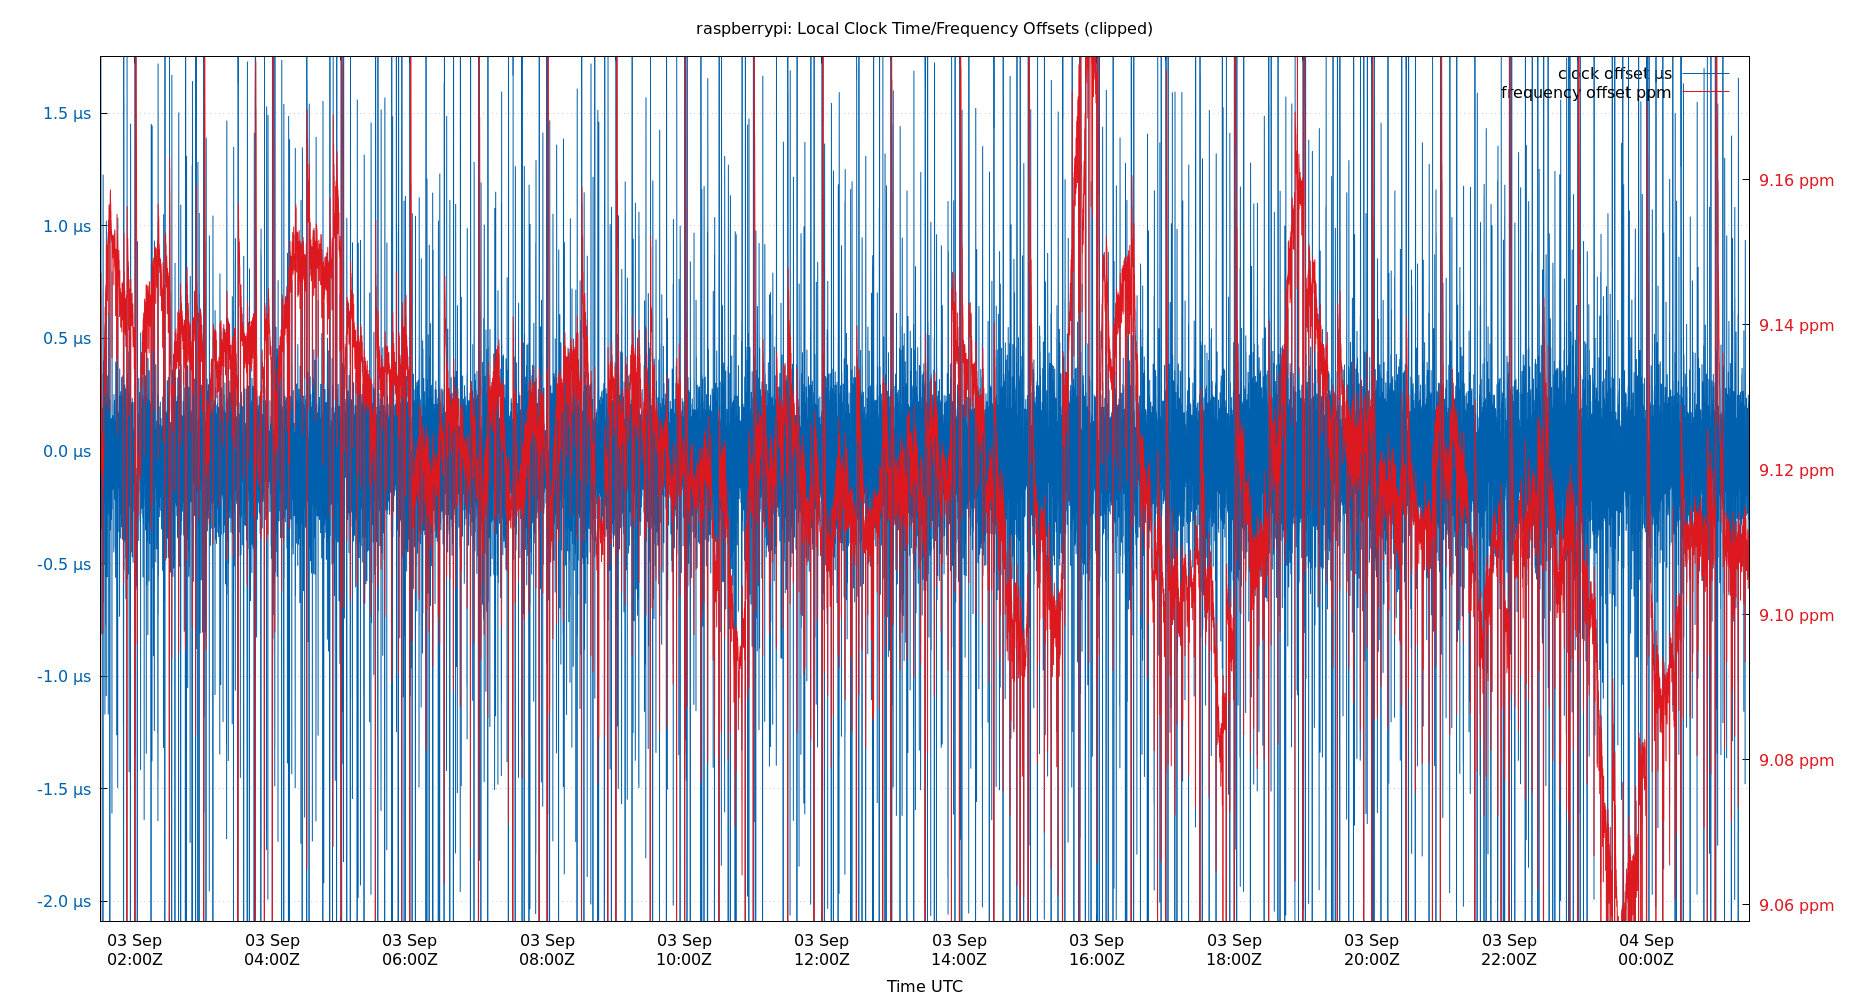 raspberrypi: Local Clock Time/Frequency Offsets (clipped)
clock offset µs
frequency offset ppm
1.5 µs
1.0 µs
0.5 µs
0.0 µs
-0.5 µs
-1.0 µs
-1.5 µs
-2.0 µs
9.16 ppm
9.14 ppm
9.12 ppm
9.10 ppm
9.08 ppm
9.06 ppm
03 Sep 03 Sep 03 Sep 03 Sep 03 Sep 03 Sep 03 Sep 03 Sep 03 Sep 03 Sep 03 Sep 04 Sep
02:00Z 04:00Z 06:00Z 08:00Z 10:00Z 12:00Z 14:00Z 16:00Z 18:00Z 20:00Z 22:00Z 00:00Z
Time UTC